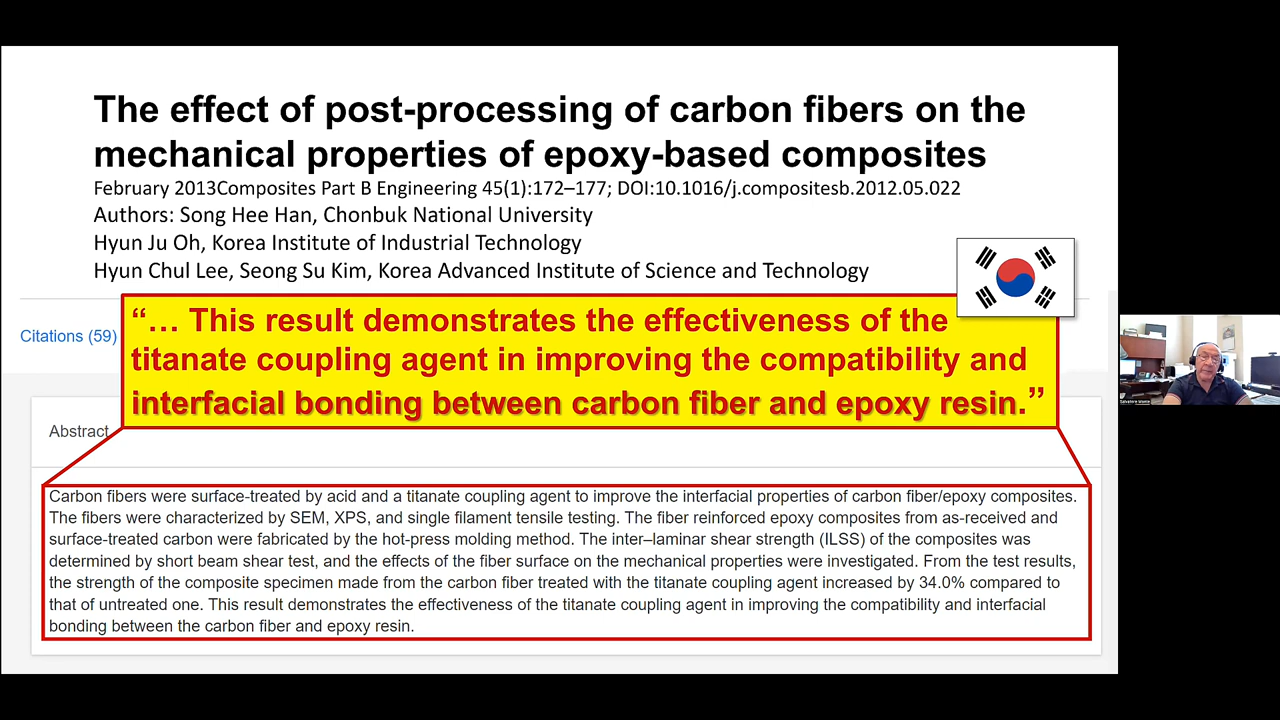 The effect of post-processing of carbon fibers on the
mechanical properties of epoxy-based composites
February 2013Composites Part B Engineering 45(1):172–177; DOI:10.1016/j.compositesb.2012.05.022
Authors: Song Hee Han, Chonbuk National University
Hyun Ju Oh, Korea Institute of Industrial Technology
Hyun Chul Lee, Seong Su Kim, Korea Advanced Institute of Science and Technology
Citations (59)
“… This result demonstrates the effectiveness of the
titanate coupling agent in improving the compatibility and
interfacial bonding between carbon fiber and epoxy resin.”
Abstract
Carbon fibers were surface-treated by acid and a titanate coupling agent to improve the interfacial properties of carbon fiber/epoxy composites.
The fibers were characterized by SEM, XPS, and single filament tensile testing. The fiber reinforced epoxy composites from as-received and
surface-treated carbon were fabricated by the hot-press molding method. The inter–laminar shear strength (ILSS) of the composites was
determined by short beam shear test, and the effects of the fiber surface on the mechanical properties were investigated. From the test results,
the strength of the composite specimen made from the carbon fiber treated with the titanate coupling agent increased by 34.0% compared to
that of untreated one. This result demonstrates the effectiveness of the titanate coupling agent in improving the compatibility and interfacial
bonding between the carbon fiber and epoxy resin.
Salvatore Monte